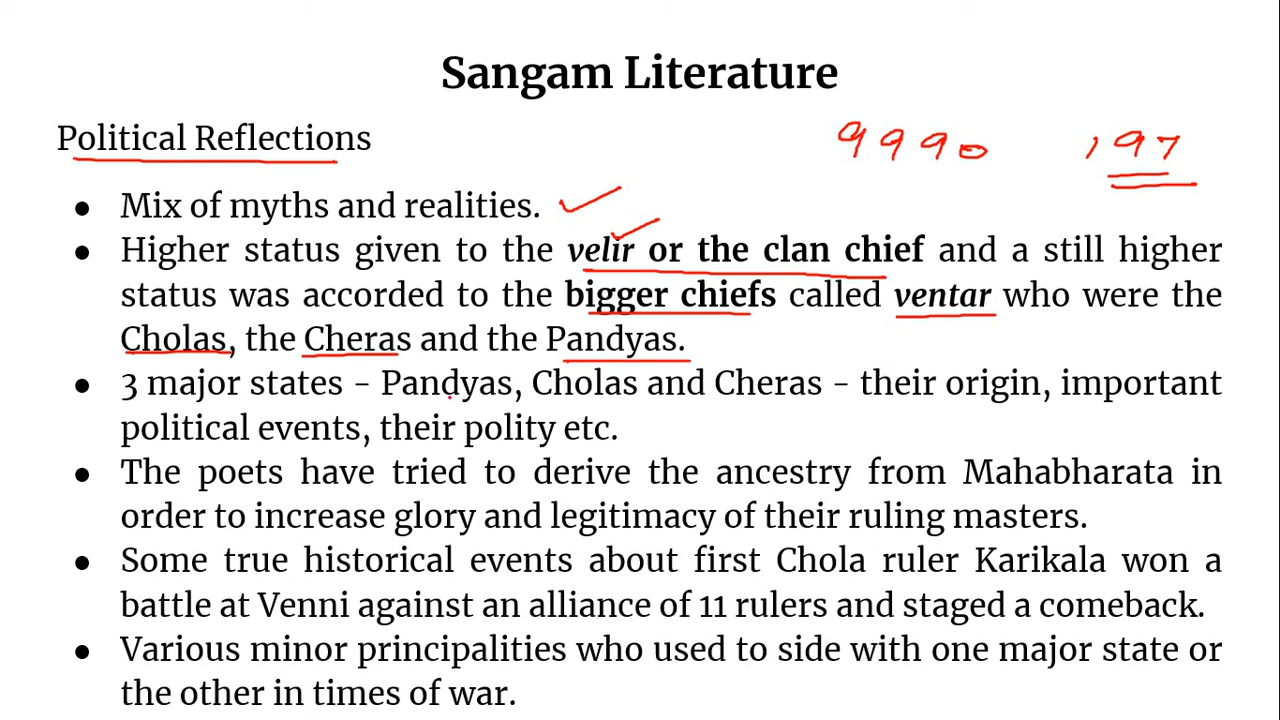 Sangam Literature
Political Reflections
9990 197
● Mix of myths and realities.
● Higher status given to the velir or the clan chief and a still higher
status was accorded to the bigger chiefs called ventar who were the
Cholas, the Cheras and the Pandyas.
● 3 major states - Pandyas, Cholas and Cheras - their origin, important
political events, their polity etc.
● The poets have tried to derive the ancestry from Mahabharata in
order to increase glory and legitimacy of their ruling masters.
● Some true historical events about first Chola ruler Karikala won a
battle at Venni against an alliance of 11 rulers and staged a comeback.
● Various minor principalities who used to side with one major state or
the other in times of war.